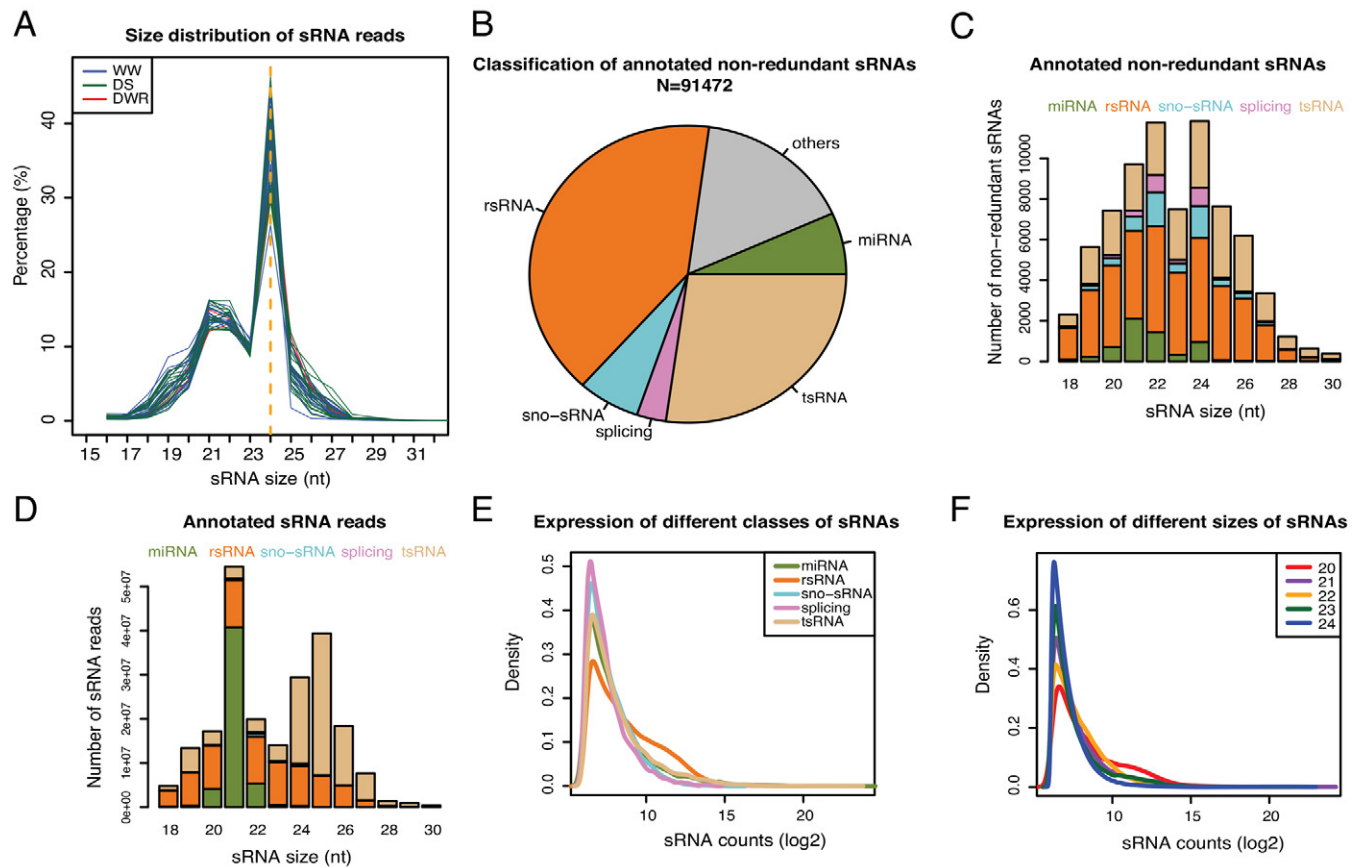 A
Size distribution of sRNA reads
WW
DS
DWR
Percentage (%)
0
10
20
30
40
15 17 19 21 23 25 27 29 31
sRNA size (nt)
B
Classification of annotated non-redundant sRNAs
N=91472
others
rsRNA
miRNA
sno-sRNA
splicing
tsRNA
C
Annotated non-redundant sRNAs
miRNA rsRNA sno-sRNA splicing tsRNA
Number of non-redundant sRNAs
0
2000
4000
6000
8000
10000
18 20 22 24 26 28 30
sRNA size (nt)
D
Annotated sRNA reads
miRNA rsRNA sno-sRNA splicing tsRNA
Number of sRNA reads
0e+00
1e+07
2e+07
3e+07
4e+07
5e+07
18 20 22 24 26 28 30
sRNA size (nt)
E
Expression of different classes of sRNAs
miRNA
rsRNA
sno-sRNA
splicing
tsRNA
Density
0.0
0.1
0.2
0.3
0.4
0.5
10 15 20
sRNA counts (log2)
F
Expression of different sizes of sRNAs
20
21
22
23
24
Density
0.0
0.2
0.4
0.6
10 15 20
sRNA counts (log2)